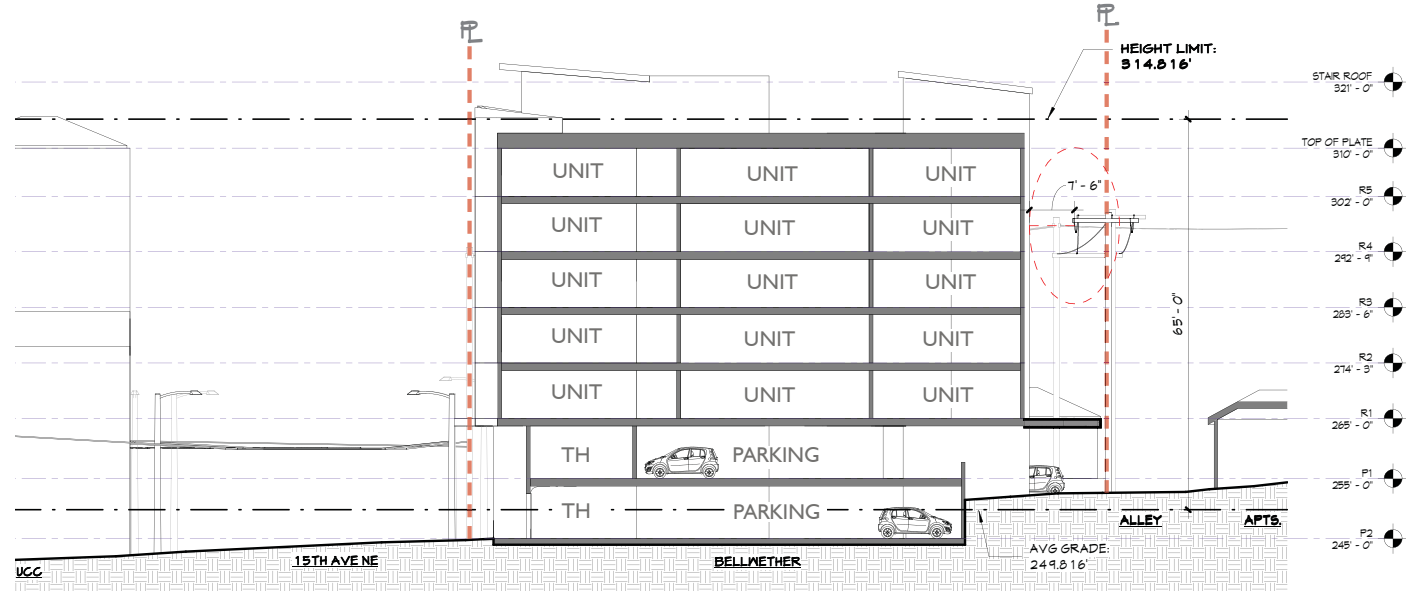 PL
PL
HEIGHT LIMIT:
314.816'
STAIR ROOF
321' - 0"
TOP OF PLATE
310' - 0"
UNIT UNIT UNIT
7' - 6"
R5
302' - 0"
UNIT UNIT UNIT
R4
292' - 9"
UNIT UNIT UNIT
65' - 0"
R3
283' - 6"
UNIT UNIT UNIT
R2
274' - 3"
UNIT UNIT UNIT
R1
265' - 0"
TH PARKING
P1
255' - 0"
TH PARKING
ALLEY APTS.
P2
245' - 0"
AVG GRADE:
249.816'
15TH AVE NE BELLWETHER
UCC